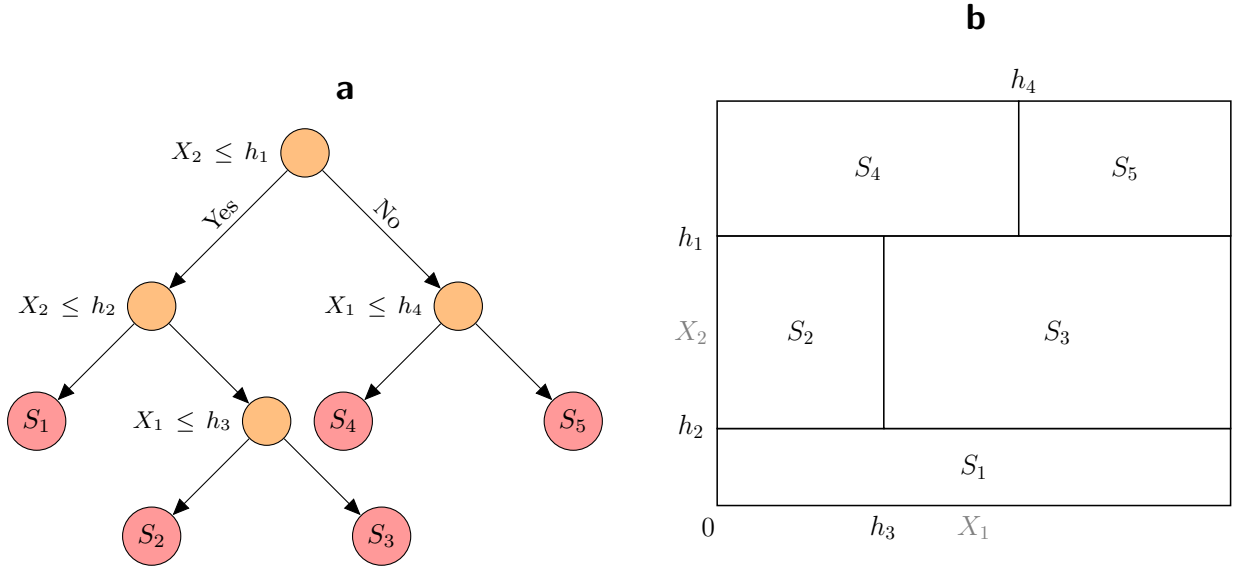 a
X₂ ≤ h₁
Yes
No
X₂ ≤ h₂
X₁ ≤ h₄
S₁
X₁ ≤ h₃
S₄
S₅
S₂
S₃
b
h₄
S₄
S₅
h₁
X₂
S₂
S₃
h₂
S₁
0
h₃
X₁